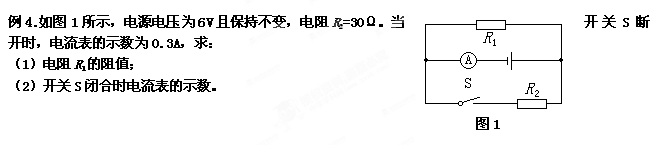 例4.如图1所示，电源电压为6V且保持不变，电阻R₂=30Ω。当 开关S断
开时，电流表的示数为0.3A，求：
（1）电阻R₁的阻值；
（2）开关S闭合时电流表的示数。
R₁
A
S
R₂
图1